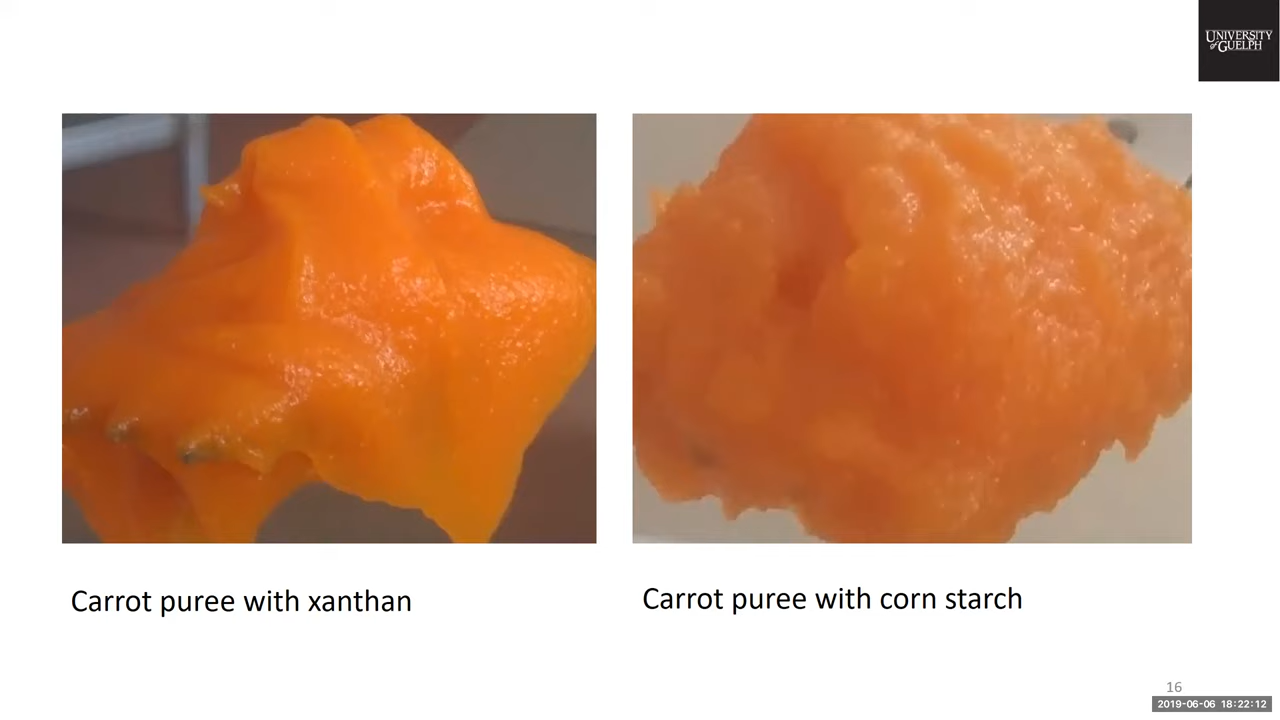 UNIVERSITY
of GUELPH
Carrot puree with xanthan
Carrot puree with corn starch
16
2019-06-06 18:22:12